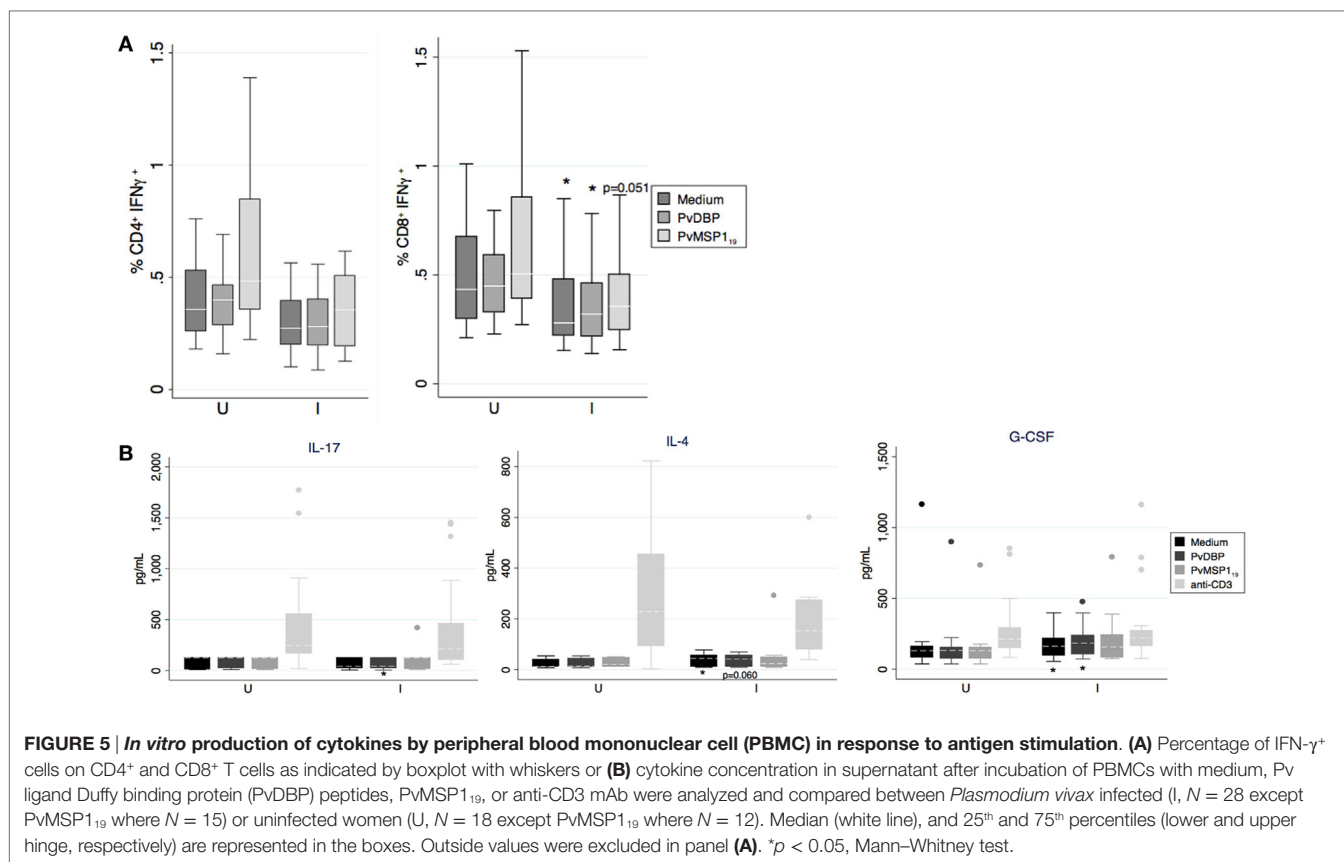 A
1.5
1
.5
0
% CD4+ IFNγ+
U
I
1.5
1
.5
0
% CD8+ IFNγ+
*
*
p=0.051
U
I
Medium
PvDBP
PvMSP1₁₉
B
IL-17
2,000
1,500
1,000
500
0
pg/mL
*
U
I
IL-4
800
600
400
200
0
pg/mL
*
p=0.060
U
I
G-CSF
1,500
1,000
500
0
pg/mL
*
*
U
I
Medium
PvDBP
PvMSP1₁₉
anti-CD3
FIGURE 5 | In vitro production of cytokines by peripheral blood mononuclear cell (PBMC) in response to antigen stimulation. (A) Percentage of IFN-γ+
cells on CD4+ and CD8+ T cells as indicated by boxplot with whiskers or (B) cytokine concentration in supernatant after incubation of PBMCs with medium, Pv
ligand Duffy binding protein (PvDBP) peptides, PvMSP1₁₉, or anti-CD3 mAb were analyzed and compared between Plasmodium vivax infected (I, N = 28 except
PvMSP1₁₉ where N = 15) or uninfected women (U, N = 18 except PvMSP1₁₉ where N = 12). Median (white line), and 25th and 75th percentiles (lower and upper
hinge, respectively) are represented in the boxes. Outside values were excluded in panel (A). *p < 0.05, Mann–Whitney test.